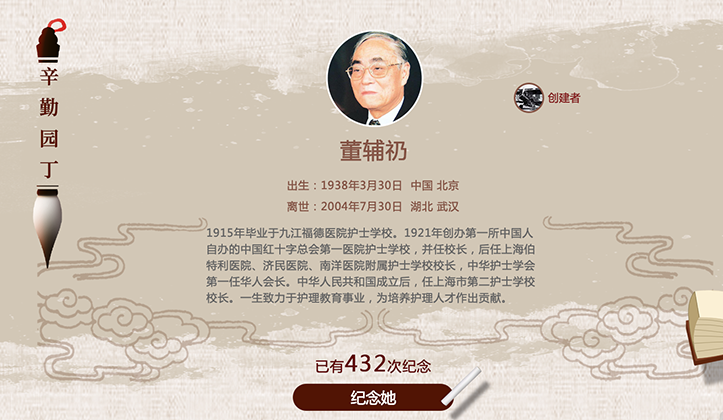 辛勤园丁
创建者
董辅礽
出生：1938年3月30日 中国 北京
离世：2004年7月30日 湖北 武汉
1915年毕业于九江福德医院护士学校。1921年创办第一所中国人
自办的中国红十字总会第一医院护士学校，并任校长，后任上海伯
特利医院、济民医院、南洋医院附属护士学校校长，中华护士学会
第一任华人会长。中华人民共和国成立后，任上海市第二护士学校
校长。一生致力于护理教育事业，为培养护理人才作出贡献。
已有432次纪念
纪念她